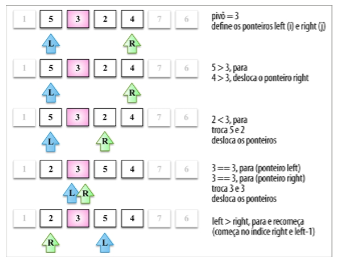 1 5 3 2 4 7 6
pivô = 3
define os ponteiros left (i) e right (j)
L R
1 5 3 2 4 7 6
5 > 3, para
4 > 3, desloca o ponteiro right
L R
1 5 3 2 4 7 6
2 < 3, para
troca 5 e 2
desloca os ponteiros
L R
1 2 3 5 4 7 6
3 == 3, para (ponteiro left)
3 == 3, para (ponteiro right)
troca 3 e 3
desloca os ponteiros
L R
1 2 3 5 4 7 6
left > right, para e recomeça
(começa no índice right e left-1)
R L